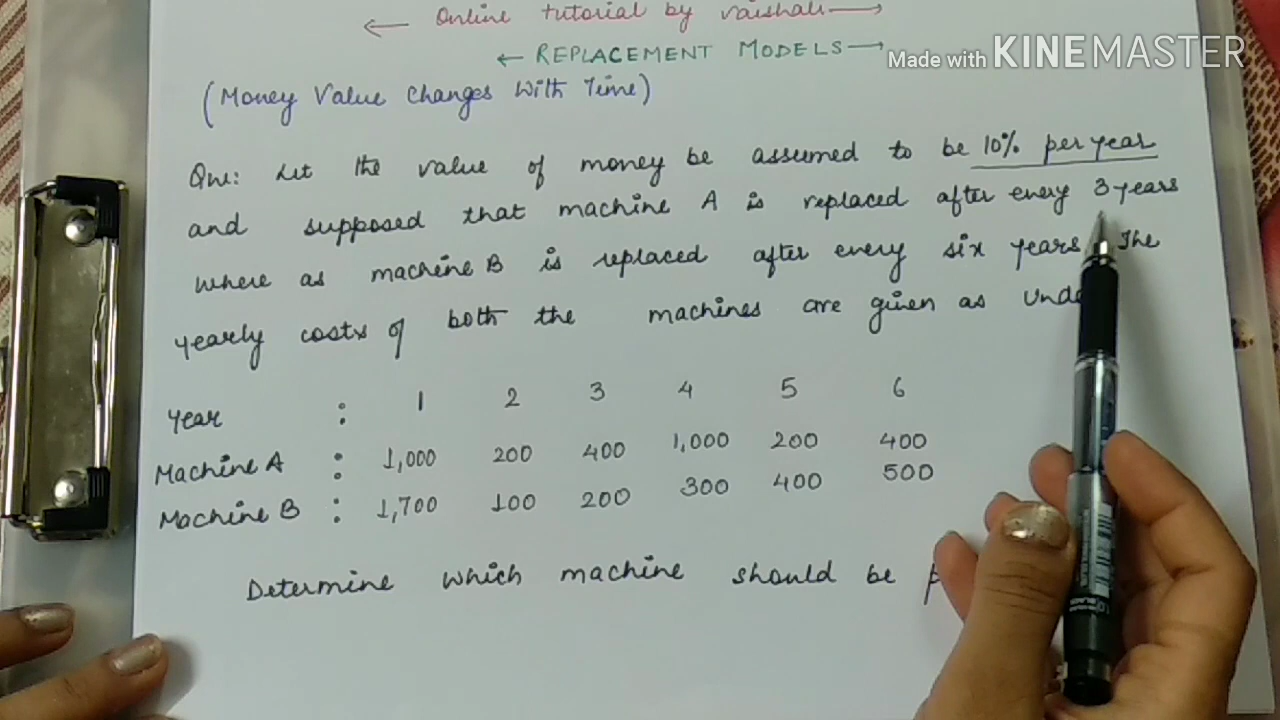 Online tutorial by vaishali
REPLACEMENT MODELS
Made with KINEMASTER
(Money Value Changes With Time)
Que: Let the value of money be assumed to be 10% per year
and supposed that machine A is replaced after every 3 years
where as machine B is replaced after every six years. The
yearly costs of both the machines are given as
Year : 1 2 3 4 5 6
Machine A : 1,000 200 400 1,000 200 400
Machine B : 1,700 100 200 300 400 500
Determine which machine should be